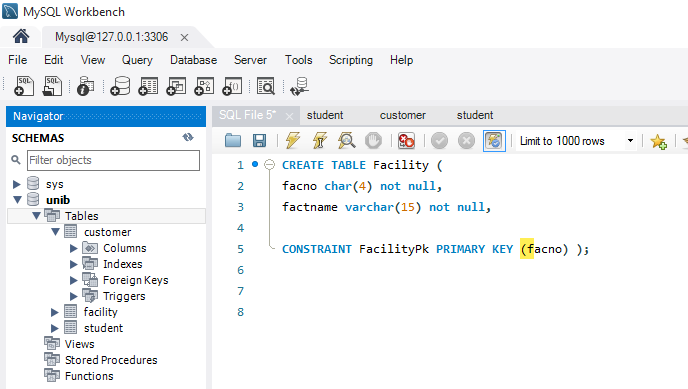 MySQL Workbench
Mysql@127.0.0.1:3306 ×
File Edit View Query Database Server Tools Scripting Help
SQL SQL
Navigator
SCHEMAS
Filter objects
sys
unib
Tables
customer
Columns
Indexes
Foreign Keys
Triggers
facility
student
Views
Stored Procedures
Functions
SQL File 5* × student customer student
Limit to 1000 rows
1 CREATE TABLE Facility (
2 facno char(4) not null,
3 factname varchar(15) not null,
4
5 CONSTRAINT FacilityPk PRIMARY KEY (facno) );
6
7
8